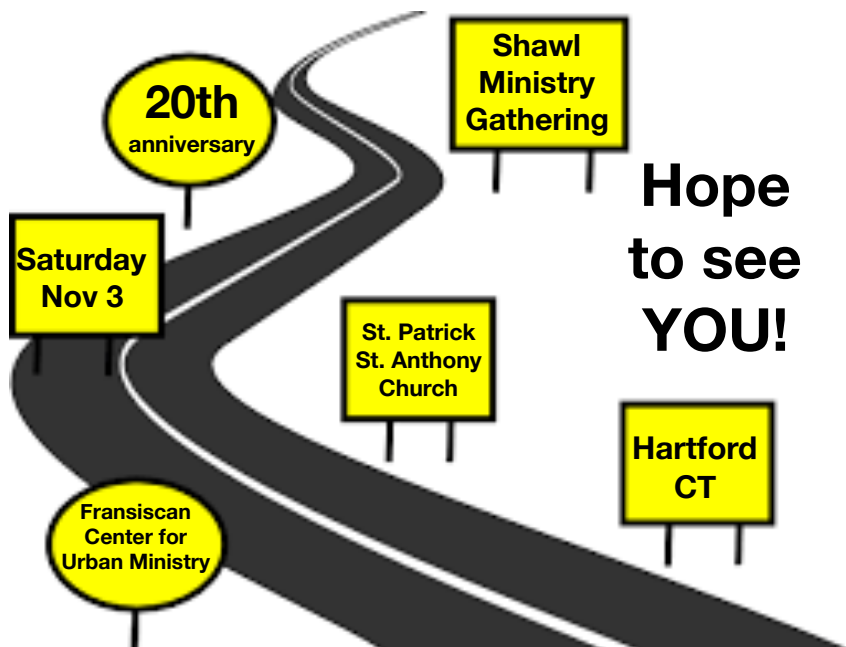 Shawl
Ministry
Gathering
20th
anniversary
Hope
to see
YOU!
Saturday
Nov 3
St. Patrick
St. Anthony
Church
Hartford
CT
Fransiscan
Center for
Urban Ministry